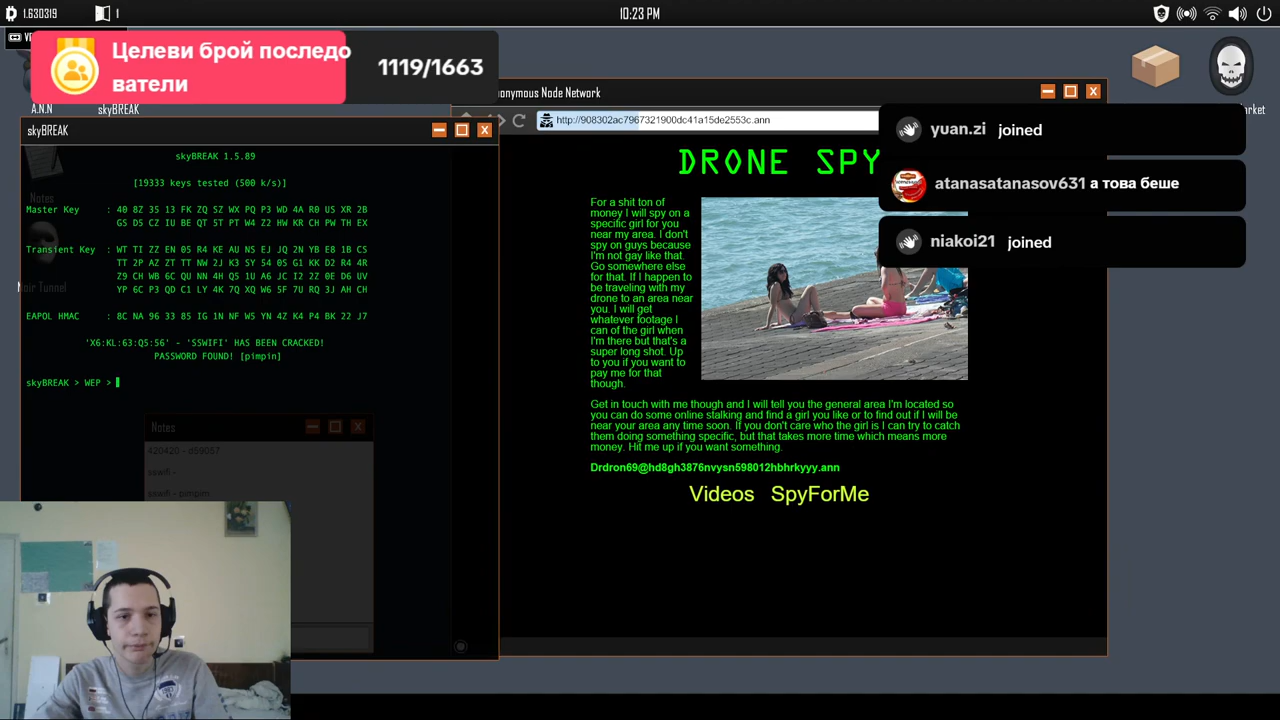 1.630319
1
10:23 PM
Целеви брой последо
ватели
1119/1663
A.N.N
skyBREAK
onymous Node Network
http://908302ac7967321900dc41a15de2553c.ann
arket
yuan.zi joined
atanasatanasov631 а това беше
niakoi21 joined
skyBREAK
skyBREAK 1.5.89
[19333 keys tested (500 k/s)]
Master Key : 40 8Z 35 13 FK ZQ SZ WX PQ P3 WD 4A R0 US XR 2B
GS D5 CZ IU BE QT 5T PT W4 Z2 HW KR CH PW TH EX
Transient Key : WT TI ZZ EN 05 R4 KE AU NS EJ JQ 2N YB E8 1B CS
TT 2P AZ ZT TT NW 2J K3 SY 54 0S G1 KK D2 R4 4R
Z9 CH WB 6C QU NN 4H QS 1U A6 JC I2 2Z 0E D6 UV
YP 6C P3 QD C1 LY 4K 7Q XQ W6 5F 7U RQ 3J AH CH
EAPOL HMAC : 8C NA 96 33 85 IG 1N NF W5 YN 4Z K4 P4 BK 22 J7
'X6:KL:63:Q5:56' - 'SSWIFI' HAS BEEN CRACKED!
PASSWORD FOUND! [pimpin]
skyBREAK > WEP >
Notes
Notes
420420 - d59057
sswifi -
sswifi - pimpim
DRONE SPY
For a shit ton of
money I will spy on a
specific girl for you
near my area. I don't
spy on guys because
I'm not gay like that.
Go somewhere else
for that. If I happen to
be traveling with my
drone to an area near
you. I will get
whatever footage I
can of the girl when
I'm there but that's a
super long shot. Up
to you if you want to
pay me for that
though.
Get in touch with me though and I will tell you the general area I'm located so
you can do some online stalking and find a girl you like or to find out if I will be
near your area any time soon. If you don't care who the girl is I can try to catch
them doing something specific, but that takes more time which means more
money. Hit me up if you want something.
Drdron69@hd8gh3876nvysn598012hbhrkyyy.ann
Videos SpyForMe